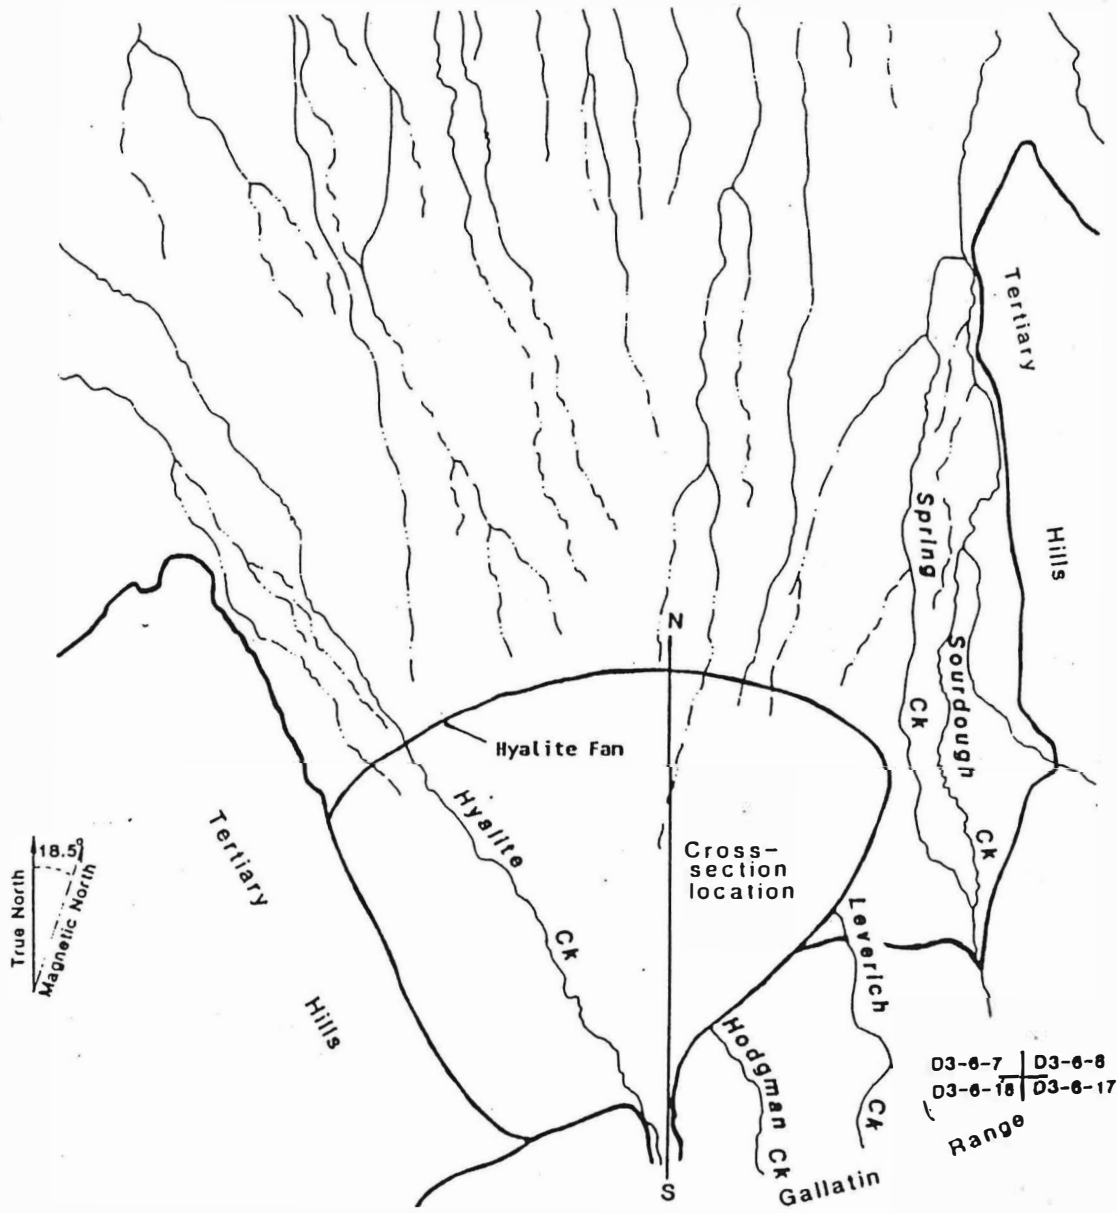 Tertiary
Hills
Spring
Ck
Sourdough
Ck
N
Hyalite Fan
Hyalite
Ck
Cross-
section
location
Tertiary
Hills
18.5°
True North
Magnetic North
Leverich
Ck
Hodgman
Ck
D3-6-7 D3-6-8
D3-6-18 D3-6-17
Gallatin
Range
S